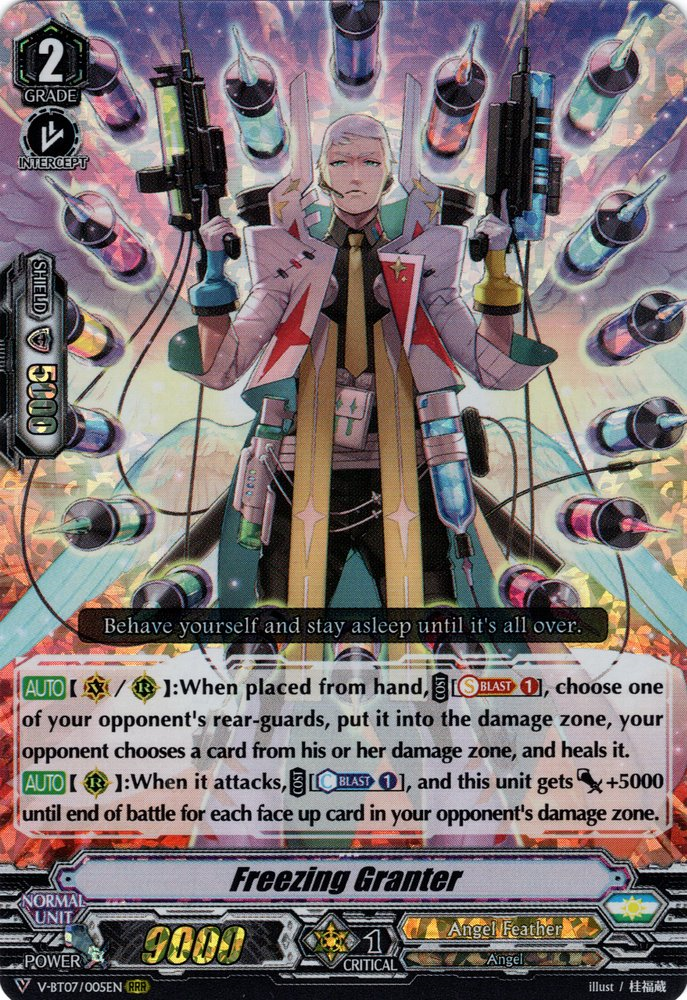 2
GRADE
INTERCEPT
SHIELD
5000
Behave yourself and stay asleep until it's all over.
AUTO【 V / R 】:When placed from hand, COST [S BLAST 1], choose one
of your opponent's rear-guards, put it into the damage zone, your
opponent chooses a card from his or her damage zone, and heals it.
AUTO【 R 】:When it attacks, COST [C BLAST 1], and this unit gets +5000
until end of battle for each face up card in your opponent's damage zone.
Freezing Granter
NORMAL
UNIT
POWER
9000
1
CRITICAL
Angel Feather
Angel
V-BT07/005EN RRR
illust / 桂福蔵